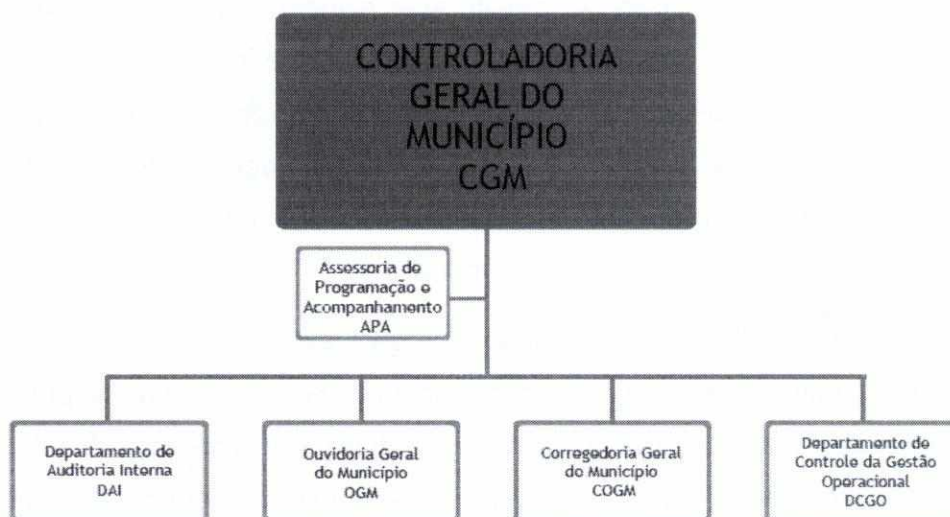 CONTROLADORIA
GERAL DO
MUNICÍPIO
CGM
Assessoria de
Programação e
Acompanhamento
APA
Departamento de
Auditoria Interna
DAI
Ouvidoria Geral
do Município
OGM
Corregedoria Geral
do Município
COGM
Departamento de
Controle da Gestão
Operacional
DCGO